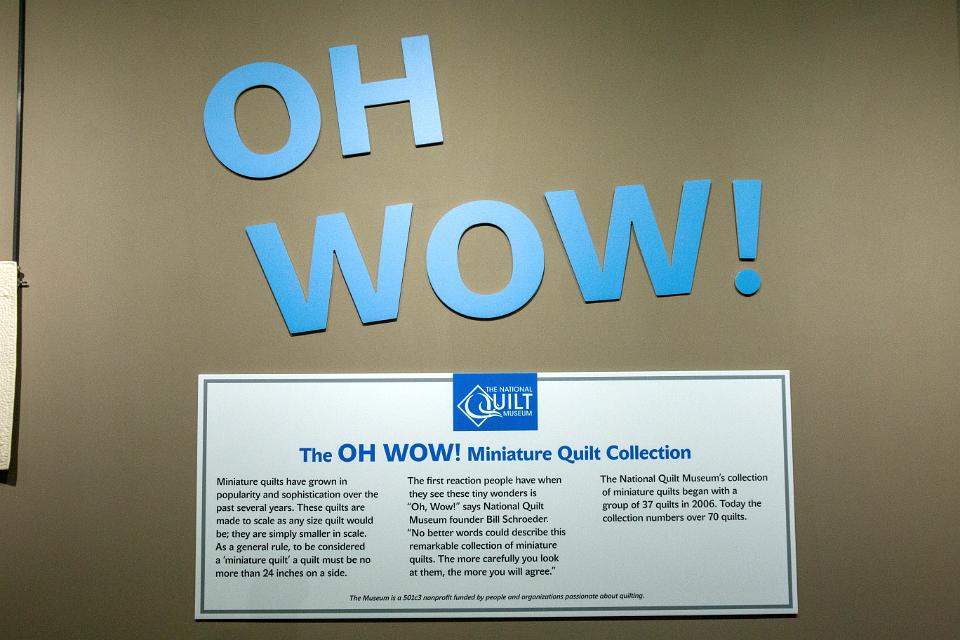 OH
WOW!
THE NATIONAL
QUILT
MUSEUM
The OH WOW! Miniature Quilt Collection
Miniature quilts have grown in
popularity and sophistication over the
past several years. These quilts are
made to scale as any size quilt would
be; they are simply smaller in scale.
As a general rule, to be considered
a 'miniature quilt' a quilt must be no
more than 24 inches on a side.
The first reaction people have when
they see these tiny wonders is
"Oh, Wow!" says National Quilt
Museum founder Bill Schroeder.
"No better words could describe this
remarkable collection of miniature
quilts. The more carefully you look
at them, the more you will agree."
The National Quilt Museum's collection
of miniature quilts began with a
group of 37 quilts in 2006. Today the
collection numbers over 70 quilts.
The Museum is a 501c3 nonprofit funded by people and organizations passionate about quilting.